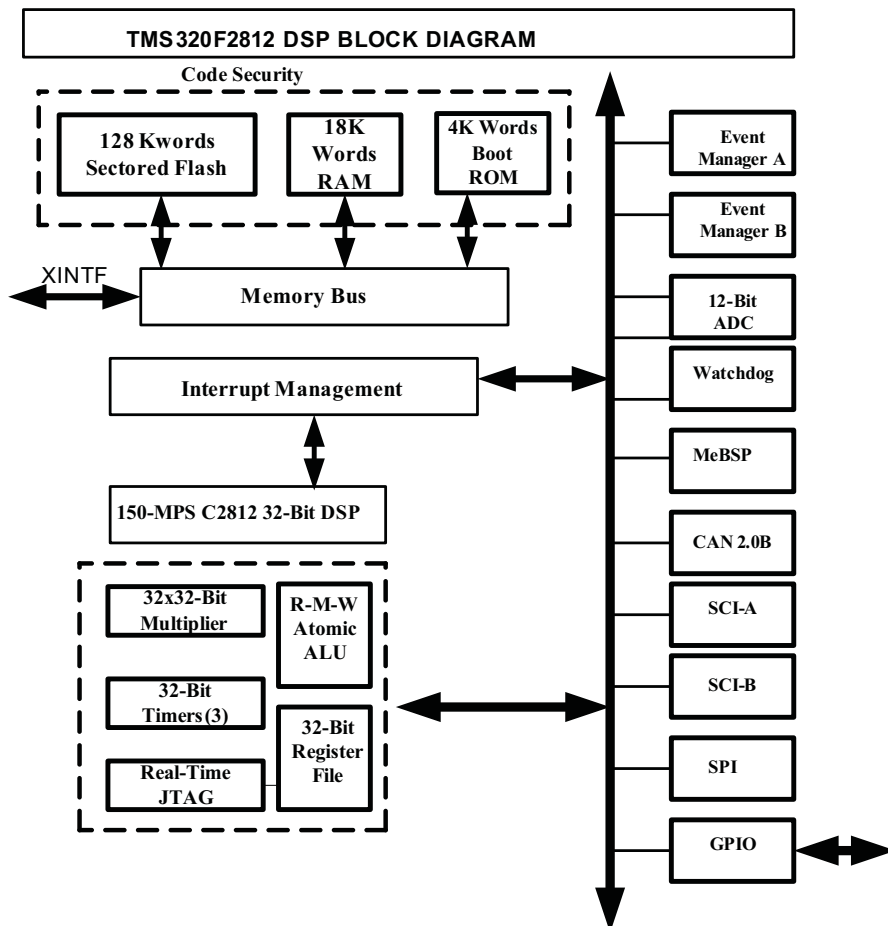 TMS320F2812 DSP BLOCK DIAGRAM
Code Security
128 Kwords
Sectored Flash
18K
Words
RAM
4K Words
Boot
ROM
XINTF
Memory Bus
Interrupt Management
150-MPS C2812 32-Bit DSP
32x32-Bit
Multiplier
R-M-W
Atomic
ALU
32-Bit
Timers(3)
32-Bit
Register
File
Real-Time
JTAG
Event
Manager A
Event
Manager B
12-Bit
ADC
Watchdog
MeBSP
CAN 2.0B
SCI-A
SCI-B
SPI
GPIO